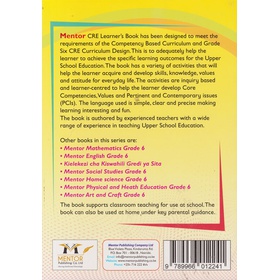 Mentor CRE Learner's Book has been designed to meet the
requirements of the Competency Based Curriculum and Grade
Six CRE Curriculum Design. This is to adequately help the
learner to achieve the specific learning outcomes for the Upper
School Education. The book has a variety of activities that will
help the learner acquire and develop skills, knowledge, values
and attitude for everyday life. The activities are inquiry based
and learner-centred to help the learner develop Core
Competencies, Values and Pertinent and Contemporary issues
(PCIs). The language used is simple, clear and precise making
learning interesting and fun.
The book is authored by experienced teachers with a wide
range of experience in teaching Upper School Education.
Other books in this series are:
• Mentor Mathematics Grade 6
• Mentor English Grade 6
• Kielekezi cha Kiswahili Gredi ya Sita
• Mentor Social Studies Grade 6
• Mentor Home science Grade 6
• Mentor Physical and Heath Education Grade 6
• Mentor Art and Craft Grade 6
The book supports classroom teaching for use at school. The
book can also be used at home under key parental guidance.
MENTOR
Publishing Co. Ltd
Mentor Publishing Company Ltd
9 789966 012241